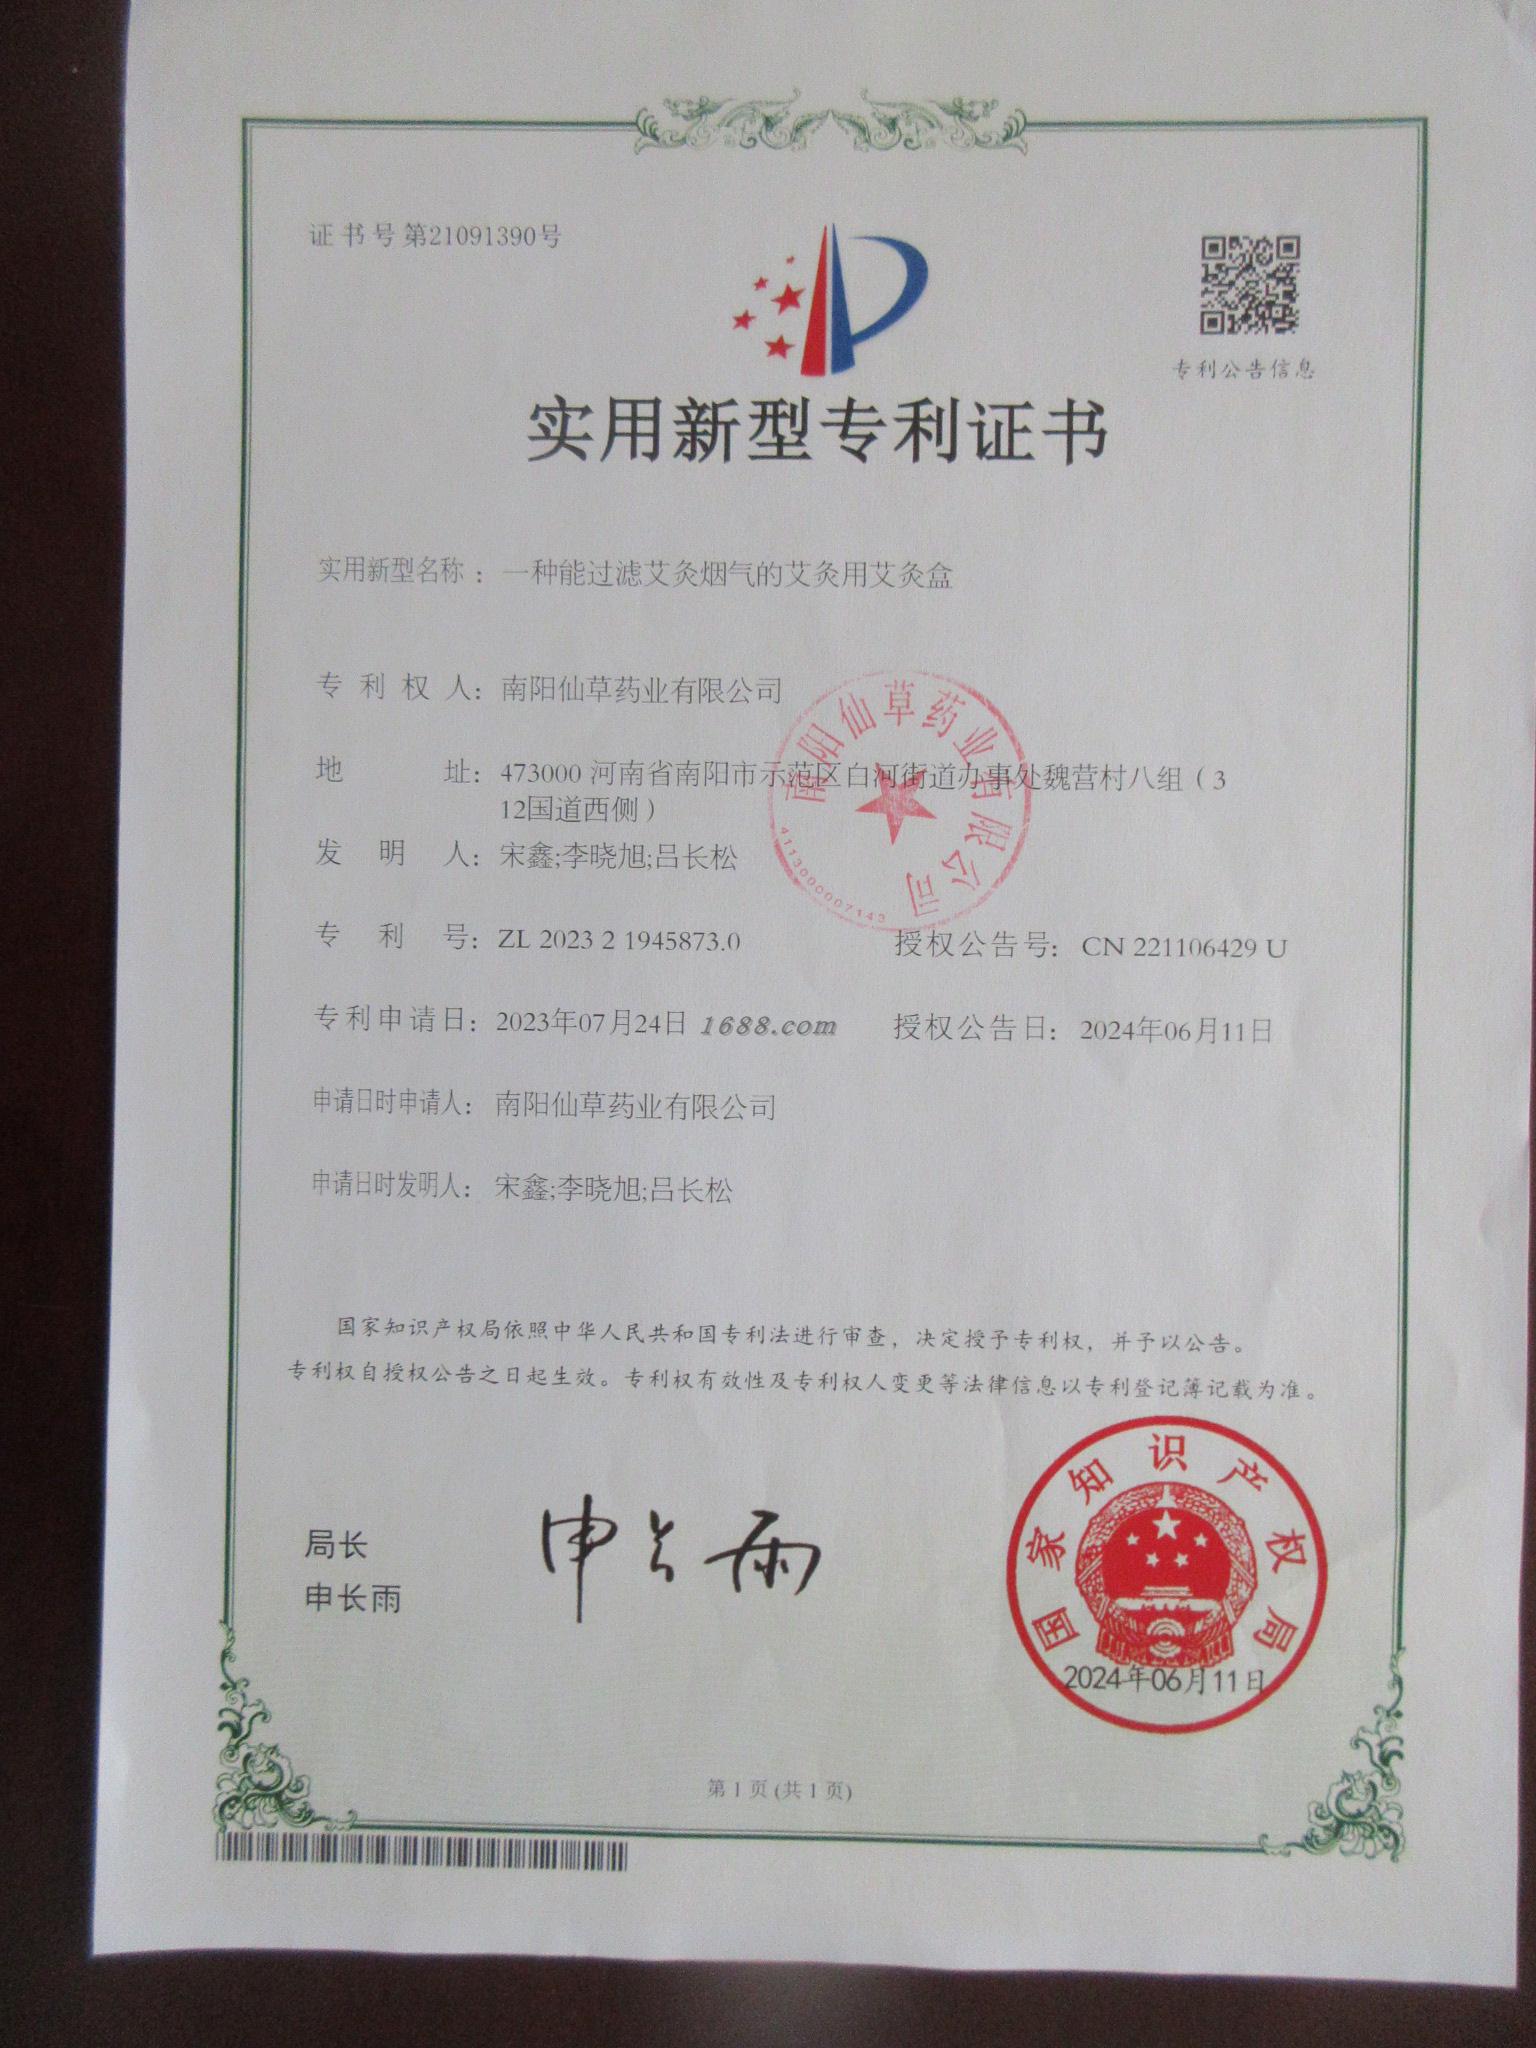 证书号第21091390号
专利公告信息
实用新型专利证书
实用新型名称：一种能过滤艾灸烟气的艾灸用艾灸盒
专利权人：南阳仙草药业有限公司
地址：473000 河南省南阳市示范区白河街道办事处魏营村八组（3
12国道西侧）
发明人：宋鑫;李晓旭;吕长松
南阳仙草药业有限公司
4113000007143
专利号：ZL 2023 2 1945873.0 授权公告号：CN 221106429 U
专利申请日：2023年07月24日 1688.com 授权公告日：2024年06月11日
申请日时申请人：南阳仙草药业有限公司
申请日时发明人：宋鑫;李晓旭;吕长松
国家知识产权局依照中华人民共和国专利法进行审查，决定授予专利权，并予以公告。
专利权自授权公告之日起生效。专利权有效性及专利权人变更等法律信息以专利登记簿记载为准。
局长
申长雨
申长雨
国家知识产权局
2024年06月11日
第 1 页 (共 1 页)